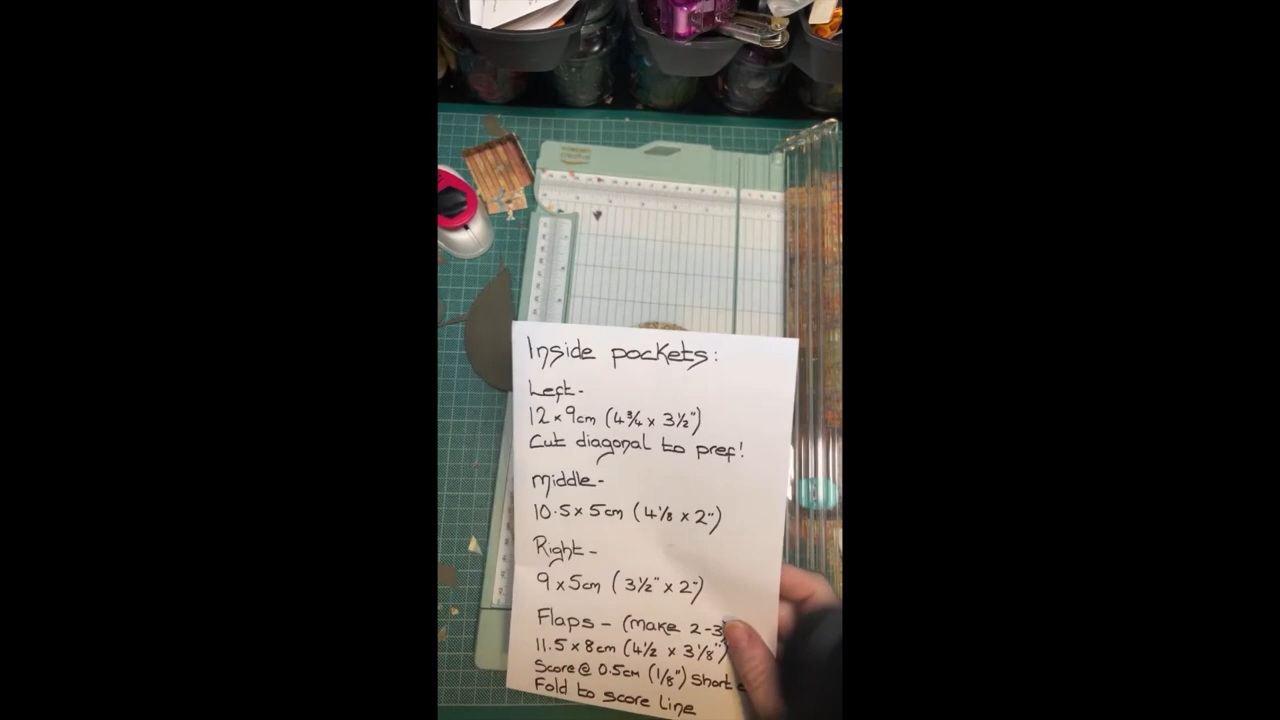 Inside pockets:
Left-
12 x 9cm (4¾ x 3½")
Cut diagonal to pref!
Middle-
10.5 x 5cm (4⅛ x 2")
Right-
9 x 5cm (3½" x 2")
Flaps - (make 2-3
11.5 x 8cm (4½ x 3⅛")
Score @ 0.5cm (1/8") short
Fold to score line